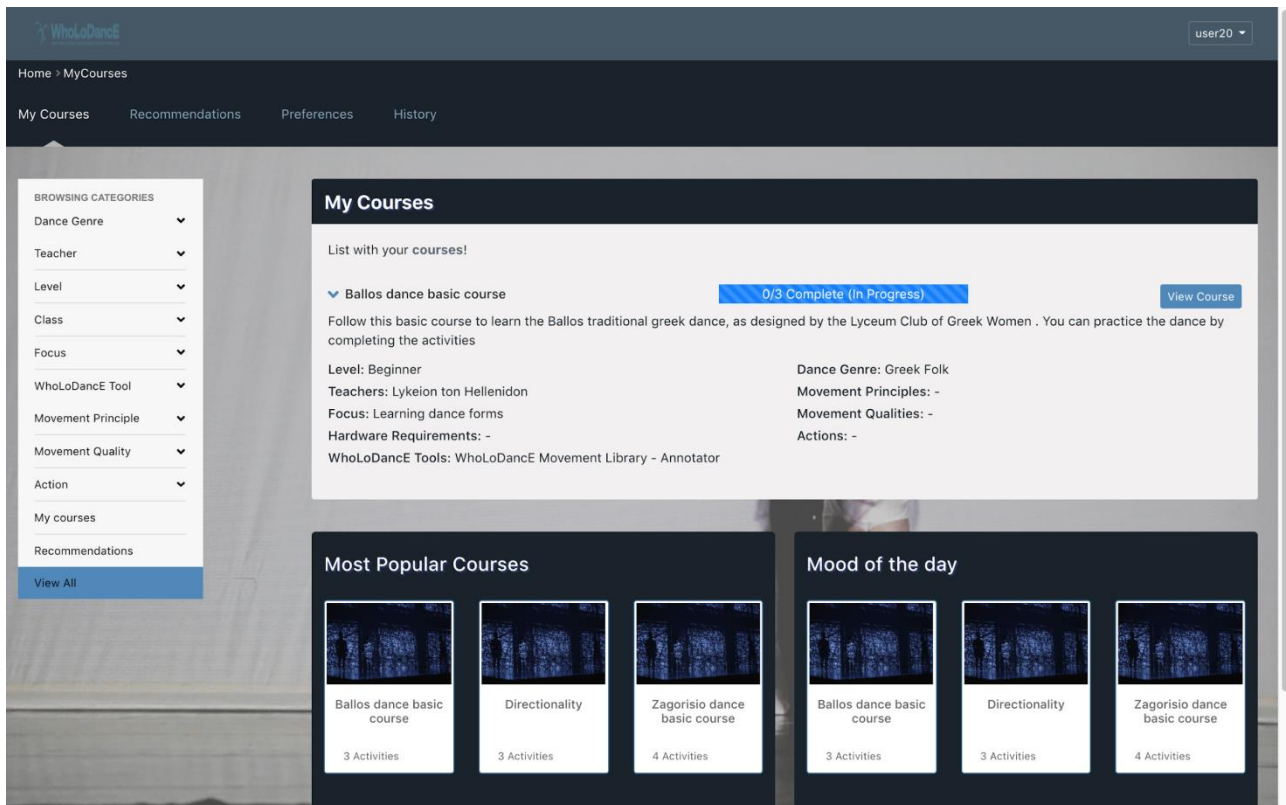 WhoLoDancE
user20
Home > MyCourses
My Courses
Recommendations
Preferences
History
BROWSING CATEGORIES
Dance Genre
Teacher
Level
Class
Focus
WhoLoDancE Tool
Movement Principle
Movement Quality
Action
My courses
Recommendations
View All
My Courses
List with your courses!
Ballos dance basic course
0/3 Complete (In Progress)
View Course
Follow this basic course to learn the Ballos traditional greek dance, as designed by the Lyceum Club of Greek Women . You can practice the dance by
completing the activities
Level: Beginner
Teachers: Lykeion ton Hellenidon
Focus: Learning dance forms
Hardware Requirements: -
WhoLoDancE Tools: WhoLoDancE Movement Library - Annotator
Dance Genre: Greek Folk
Movement Principles: -
Movement Qualities: -
Actions: -
Most Popular Courses
Ballos dance basic
course
3 Activities
Directionality
3 Activities
Zagorisio dance
basic course
4 Activities
Mood of the day
Ballos dance basic
course
3 Activities
Directionality
3 Activities
Zagorisio dance
basic course
4 Activities